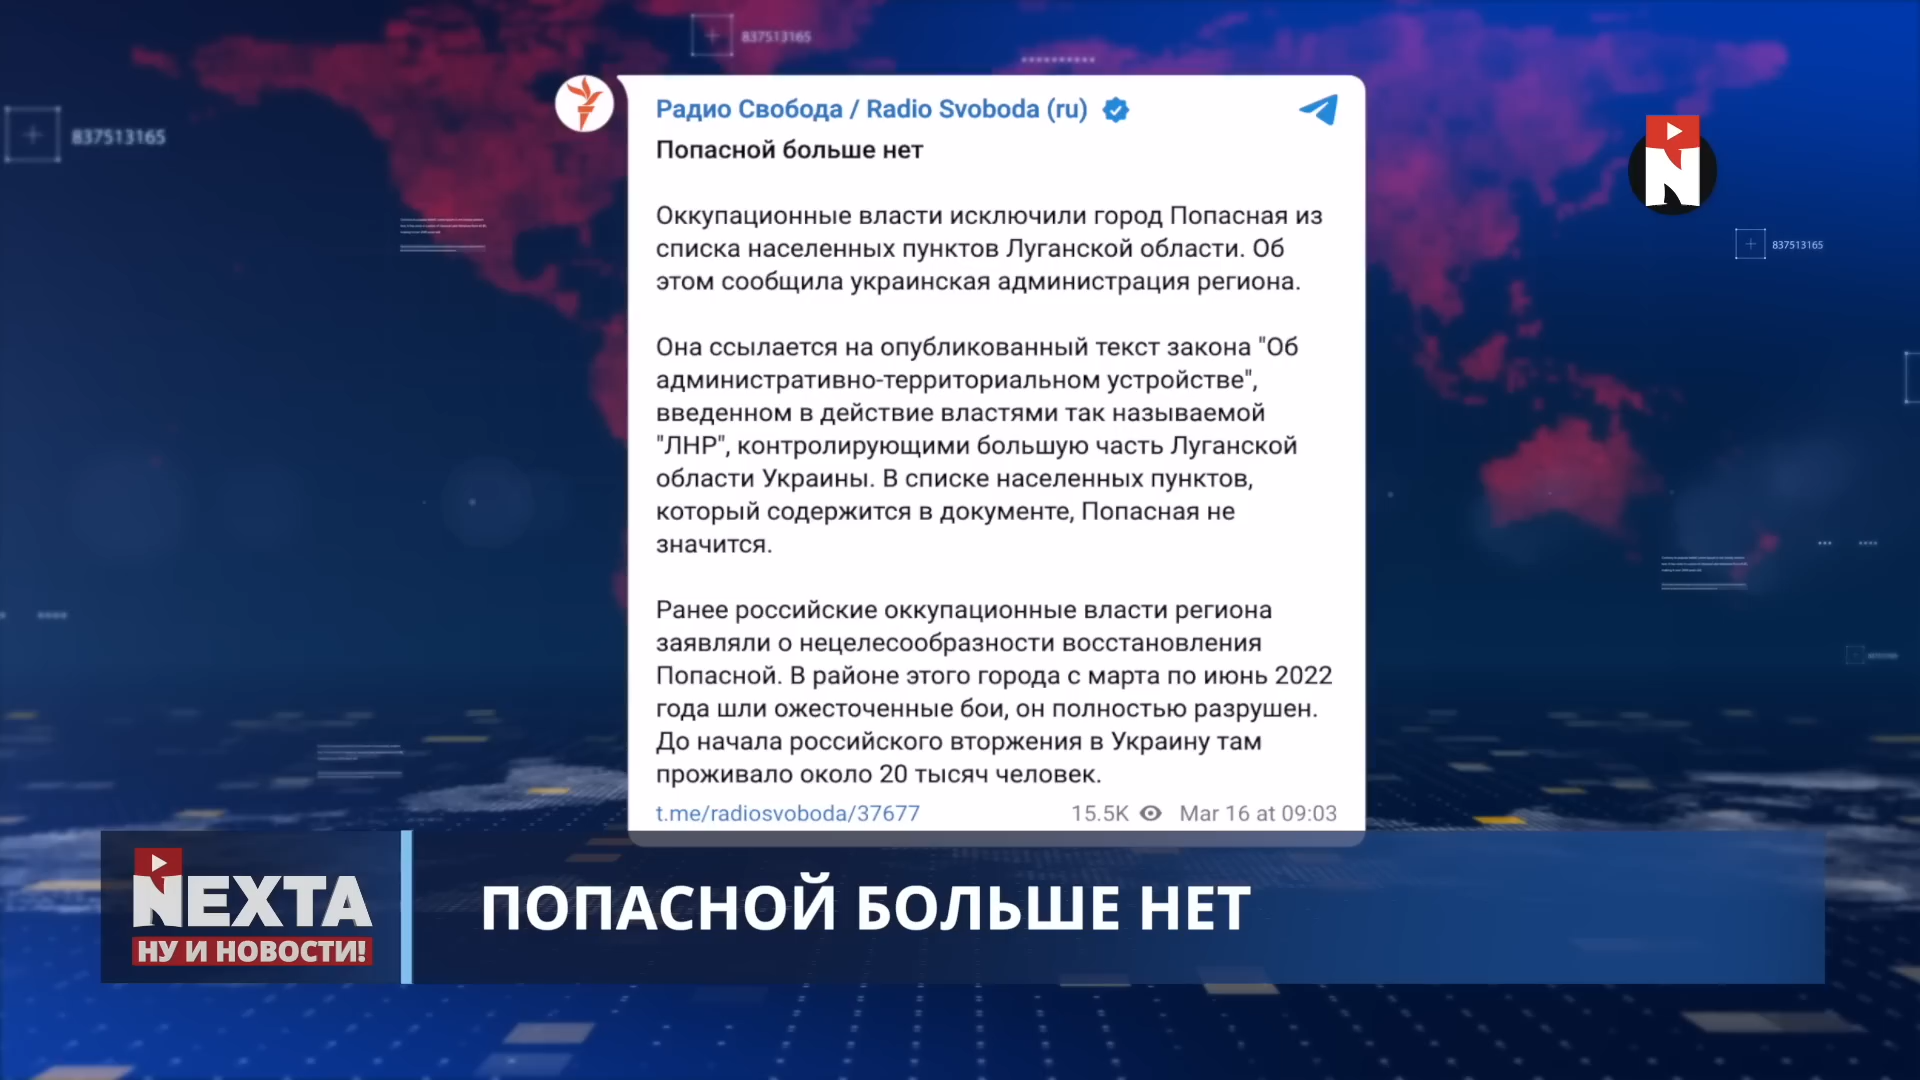 837513165
837513165
Радио Свобода / Radio Svoboda (ru)
Попасной больше нет
Оккупационные власти исключили город Попасная из
списка населенных пунктов Луганской области. Об
этом сообщила украинская администрация региона.
Она ссылается на опубликованный текст закона "Об
административно-территориальном устройстве",
введенном в действие властями так называемой
"ЛНР", контролирующими большую часть Луганской
области Украины. В списке населенных пунктов,
который содержится в документе, Попасная не
значится.
Ранее российские оккупационные власти региона
заявляли о нецелесообразности восстановления
Попасной. В районе этого города с марта по июнь 2022
года шли ожесточенные бои, он полностью разрушен.
До начала российского вторжения в Украину там
проживало около 20 тысяч человек.
t.me/radiosvoboda/37677 15.5K Mar 16 at 09:03
N
837513165
NEXTA
НУ И НОВОСТИ!
ПОПАСНОЙ БОЛЬШЕ НЕТ